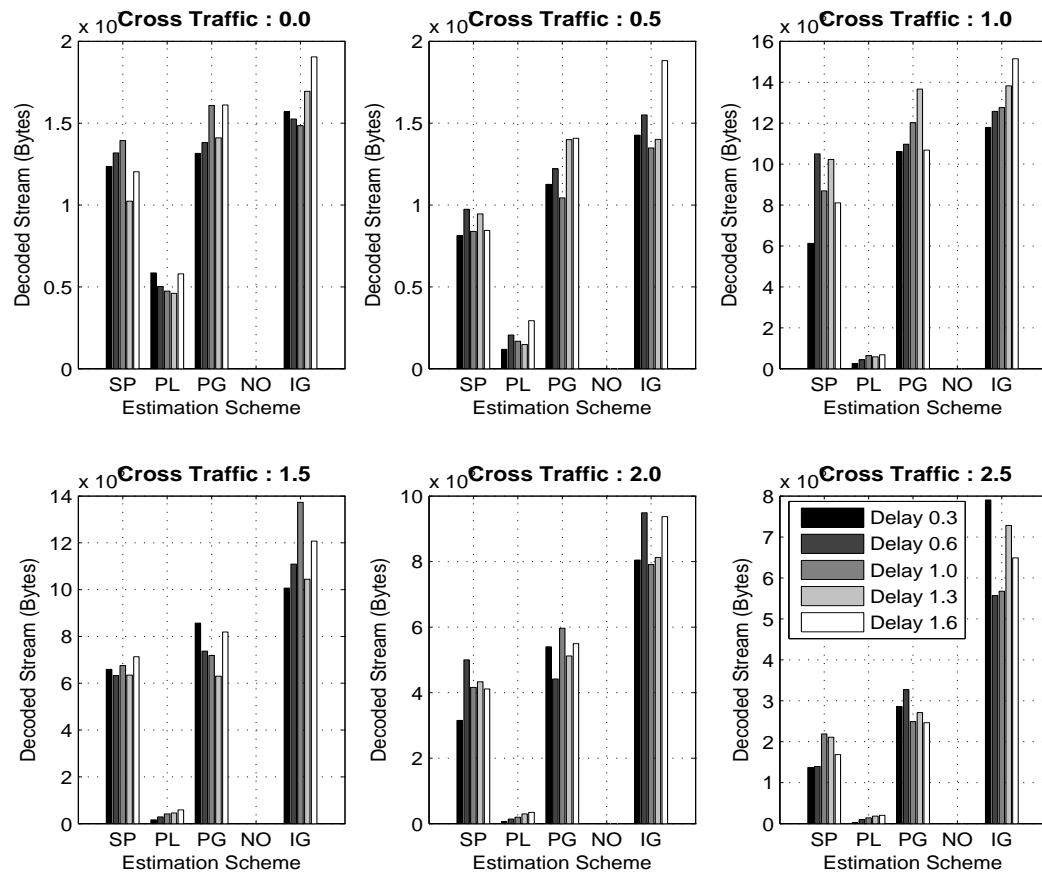 x 10
Cross Traffic : 0.0
2
1.5
1
0.5
0
Decoded Stream (Bytes)
SP PL PG NO IG
Estimation Scheme
x 10
Cross Traffic : 0.5
2
1.5
1
0.5
0
Decoded Stream (Bytes)
SP PL PG NO IG
Estimation Scheme
x 10
Cross Traffic : 1.0
16
14
12
10
8
6
4
2
0
Decoded Stream (Bytes)
SP PL PG NO IG
Estimation Scheme
x 10
Cross Traffic : 1.5
14
12
10
8
6
4
2
0
Decoded Stream (Bytes)
SP PL PG NO IG
Estimation Scheme
x 10
Cross Traffic : 2.0
10
8
6
4
2
0
Decoded Stream (Bytes)
SP PL PG NO IG
Estimation Scheme
x 10
Cross Traffic : 2.5
8
7
6
5
4
3
2
1
0
Decoded Stream (Bytes)
Delay 0.3
Delay 0.6
Delay 1.0
Delay 1.3
Delay 1.6
SP PL PG NO IG
Estimation Scheme